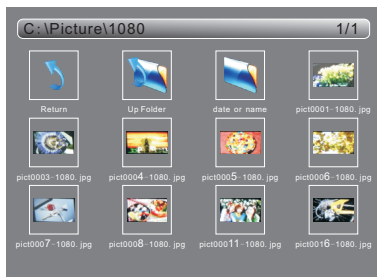 C:\Picture\1080 1/1
Return Up Folder date or name pict0001-1080. jpg
pict0003-1080. jpg pict0004-1080. jpg pict0005-1080. jpg pict0006-1080. jpg
pict0007-1080. jpg pict0008-1080. jpg pict00011-1080. jpg pict0016-1080. jpg